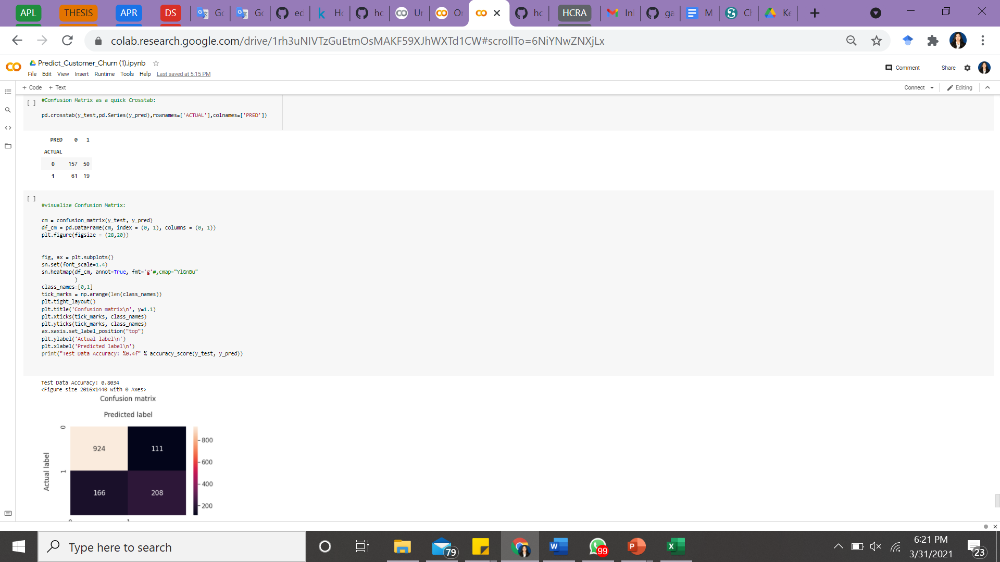 APL
THESIS
APR
DS
Go
Go
ed
Ho
hc
Ur
Or
hc
HCRA
In
ga
M
Cl
Ke
colab.research.google.com/drive/1rh3uNIVTzGuEtmOsMAKF59XJhWXTd1CW#scrollTo=6NiYNwZNXjLx
Predict_Customer_Churn (1).ipynb
File Edit View Insert Runtime Tools Help Last saved at 5:15 PM
Comment Share
+ Code + Text
Connect Editing
[ ] #Confusion Matrix as a quick Crosstab:
pd.crosstab(y_test,pd.Series(y_pred),rownames=['ACTUAL'],colnames=['PRED'])
PRED 0 1
ACTUAL
0 157 50
1 61 19
[ ]
#visualize Confusion Matrix:
cm = confusion_matrix(y_test, y_pred)
df_cm = pd.DataFrame(cm, index = (0, 1), columns = (0, 1))
plt.figure(figsize = (28,20))
fig, ax = plt.subplots()
sn.set(font_scale=1.4)
sn.heatmap(df_cm, annot=True, fmt='g'#,cmap="YlGnBu"
)
class_names=[0,1]
tick_marks = np.arange(len(class_names))
plt.tight_layout()
plt.title('Confusion matrix\n', y=1.1)
plt.xticks(tick_marks, class_names)
plt.yticks(tick_marks, class_names)
ax.xaxis.set_label_position("top")
plt.ylabel('Actual label\n')
plt.xlabel('Predicted label\n')
print("Test Data Accuracy: %0.4f" % accuracy_score(y_test, y_pred))
Test Data Accuracy: 0.8034
<Figure size 2016x1440 with 0 Axes>
Confusion matrix
Predicted label
Actual label
0
1
924 111
166 208
800
600
400
200
0 1
Type here to search
79
99
6:21 PM
3/31/2021
23